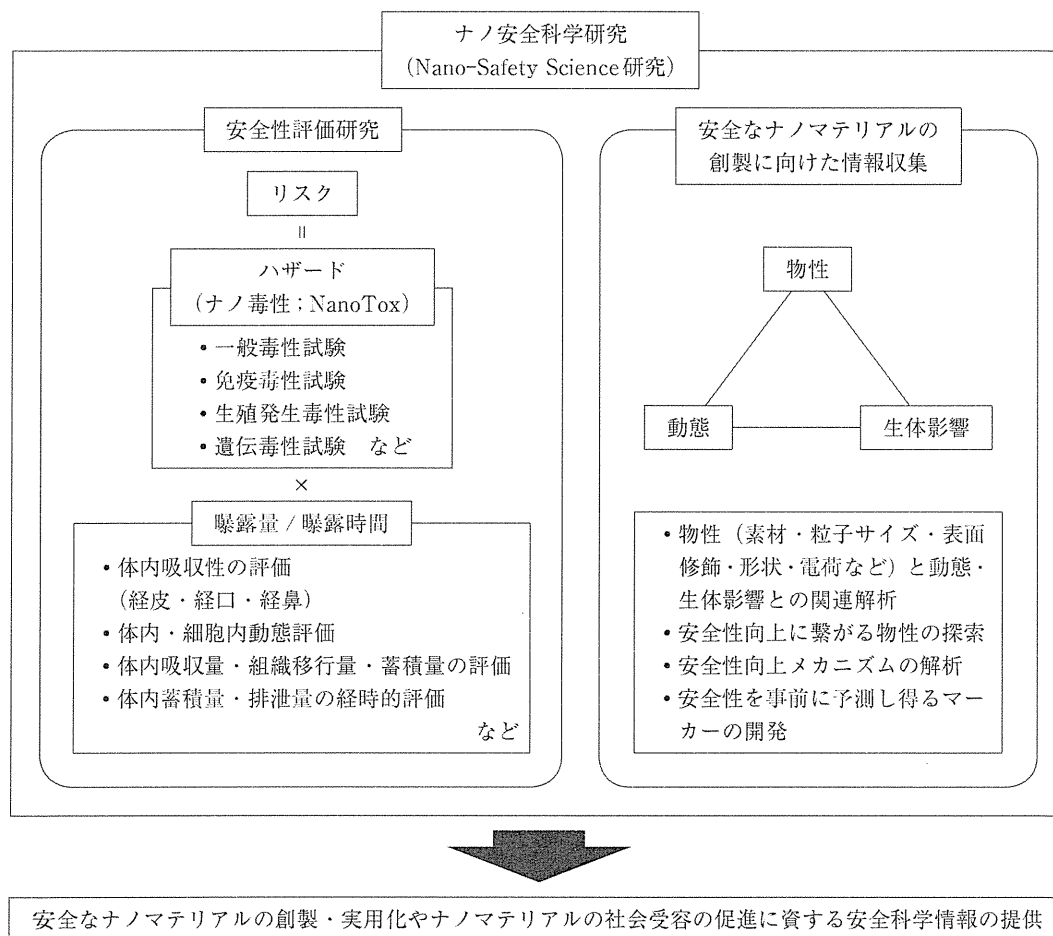 ナノ安全科学研究
(Nano-Safety Science研究)
安全性評価研究
リスク
=
ハザード
(ナノ毒性;NanoTox)
・一般毒性試験
・免疫毒性試験
・生殖発生毒性試験
・遺伝毒性試験 など
×
曝露量/曝露時間
・体内吸収性の評価
(経皮・経口・経鼻)
・体内・細胞内動態評価
・体内吸収量・組織移行量・蓄積量の評価
・体内蓄積量・排泄量の経時的評価
など
安全なナノマテリアルの
創製に向けた情報収集
物性
動態
生体影響
・物性(素材・粒子サイズ・表面
修飾・形状・電荷など)と動態・
生体影響との関連解析
・安全性向上に繋がる物性の探索
・安全性向上メカニズムの解析
・安全性を事前に予測し得るマー
カーの開発
安全なナノマテリアルの創製・実用化やナノマテリアルの社会受容の促進に資する安全科学情報の提供